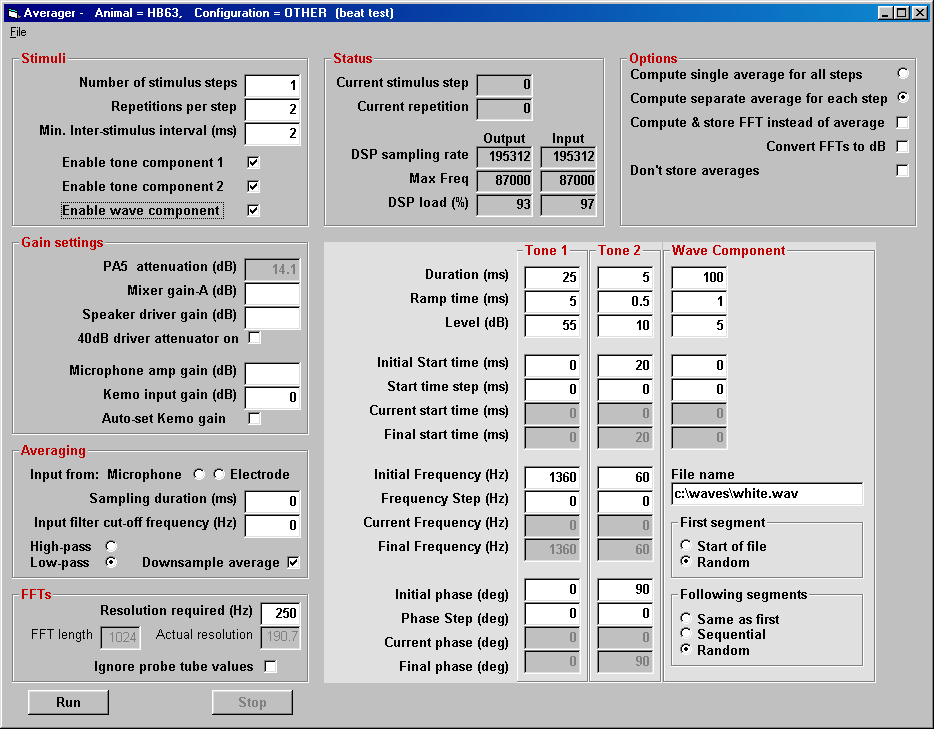 Averager - Animal = HB63, Configuration = OTHER (beat test)
File
Stimuli
Number of stimulus steps 1
Repetitions per step 2
Min. Inter-stimulus interval (ms) 2
Enable tone component 1
Enable tone component 2
Enable wave component
Status
Current stimulus step 0
Current repetition 0
Output Input
DSP sampling rate 195312 195312
Max Freq 87000 87000
DSP load (%) 93 97
Options
Compute single average for all steps
Compute separate average for each step
Compute & store FFT instead of average
Convert FFTs to dB
Don't store averages
Gain settings
PA5 attenuation (dB) 14.1
Mixer gain-A (dB)
Speaker driver gain (dB)
40dB driver attenuator on
Microphone amp gain (dB)
Kemo input gain (dB) 0
Auto-set Kemo gain
Averaging
Input from: Microphone Electrode
Sampling duration (ms) 0
Input filter cut-off frequency (Hz) 0
High-pass
Low-pass Downsample average
FFTs
Resolution required (Hz) 250
FFT length 1024 Actual resolution 190.7
Ignore probe tube values
Run Stop
Tone 1 Tone 2 Wave Component
Duration (ms) 25 5 100
Ramp time (ms) 5 0.5 1
Level (dB) 55 10 5
Initial Start time (ms) 0 20 0
Start time step (ms) 0 0 0
Current start time (ms) 0 0 0
Final start time (ms) 0 20 0
Initial Frequency (Hz) 1360 60
Frequency Step (Hz) 0 0
Current Frequency (Hz) 0 0
Final Frequency (Hz) 1360 60
Initial phase (deg) 0 90
Phase Step (deg) 0 0
Current phase (deg) 0 0
Final phase (deg) 0 90
File name
c:\waves\white.wav
First segment
Start of file
Random
Following segments
Same as first
Sequential
Random